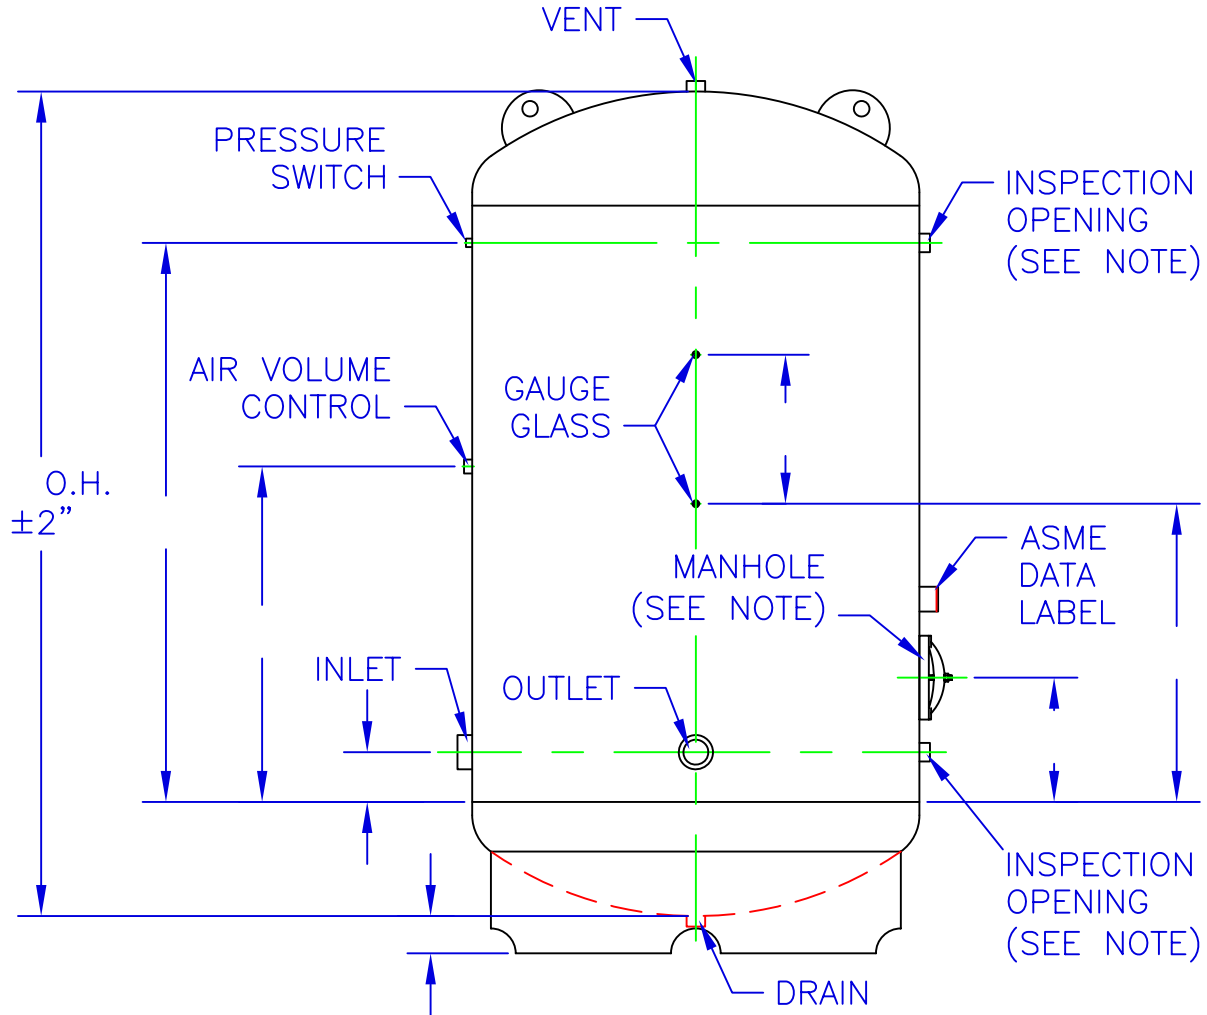 VENT
PRESSURE
SWITCH
INSPECTION
OPENING
(SEE NOTE)
AIR VOLUME
CONTROL
GAUGE
GLASS
O.H.
±2”
ASME
DATA
LABEL
MANHOLE
(SEE NOTE)
INLET
OUTLET
INSPECTION
OPENING
(SEE NOTE)
DRAIN